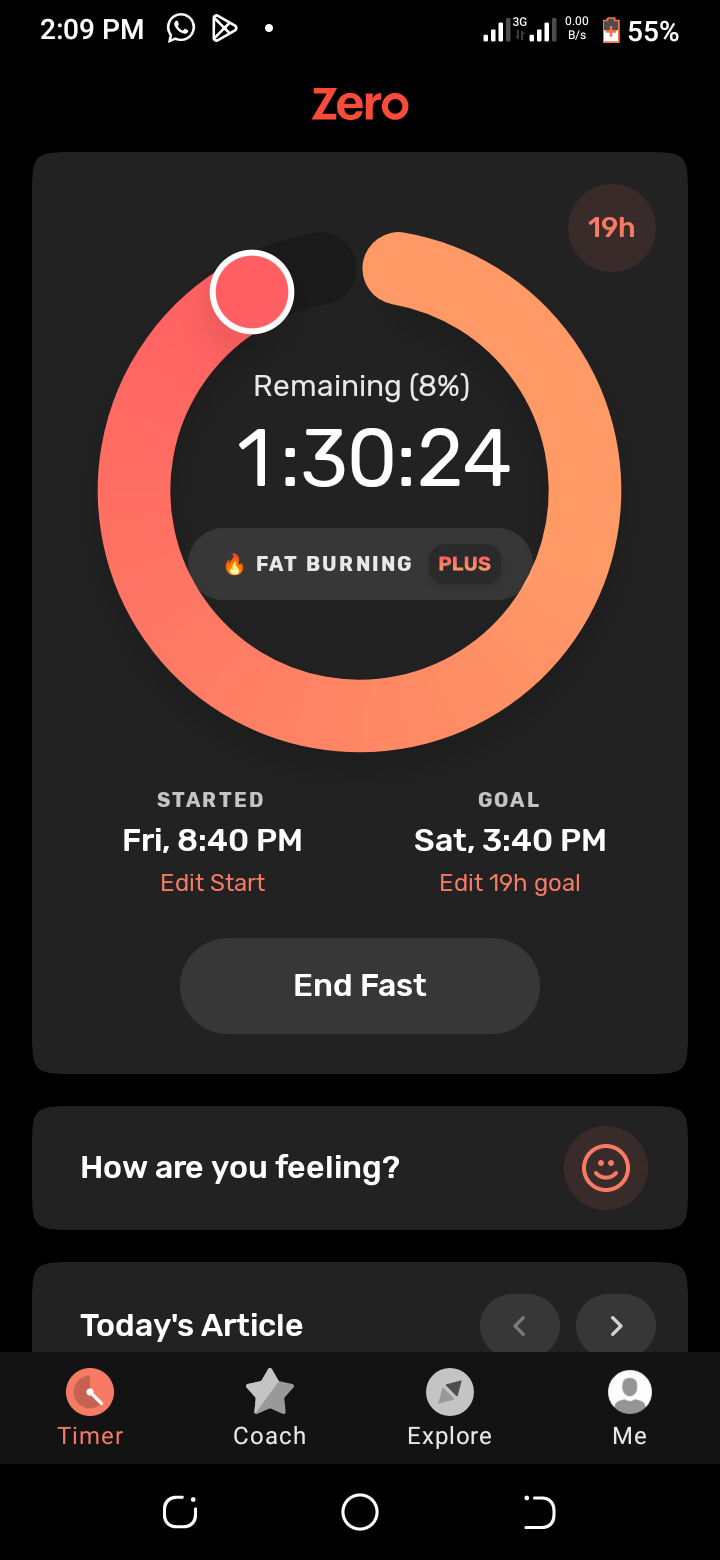 2:09 PM
3G
0.00
B/s
55%
Zero
19h
Remaining (8%)
1:30:24
🔥 FAT BURNING PLUS
STARTED GOAL
Fri, 8:40 PM Sat, 3:40 PM
Edit Start Edit 19h goal
End Fast
How are you feeling?
Today's Article
Timer Coach Explore Me